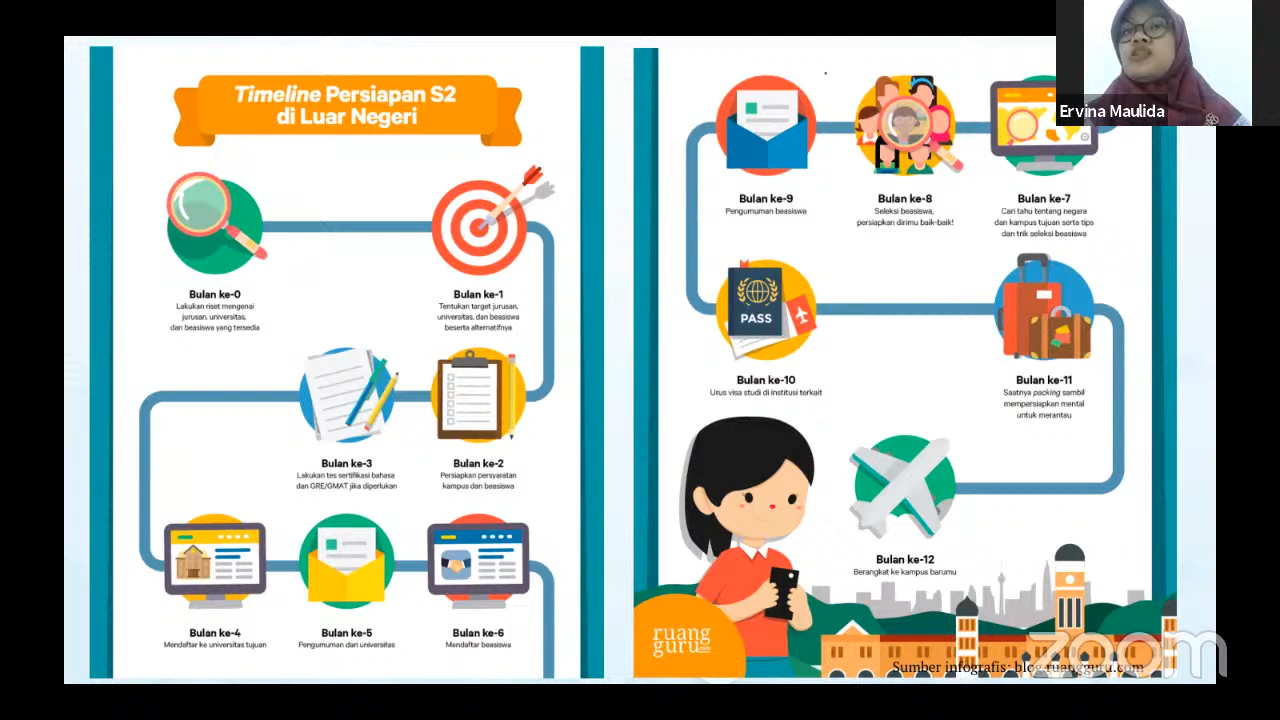 Timeline Persiapan S2
di Luar Negeri
Bulan ke-0
Lakukan riset mengenai
jurusan, universitas,
dan beasiswa yang tersedia
Bulan ke-1
Tentukan target jurusan,
universitas, dan beasiswa
beserta alternatifnya
Bulan ke-3
Lakukan tes sertifikasi bahasa
dan GRE/GMAT jika diperlukan
Bulan ke-2
Persiapkan persyaratan
kampus dan beasiswa
Bulan ke-4
Mendaftar ke universitas tujuan
Bulan ke-5
Pengumuman dari universitas
Bulan ke-6
Mendaftar beasiswa
Ervina Maulida
Bulan ke-9
Pengumuman beasiswa
Bulan ke-8
Seleksi beasiswa,
persiapkan dirimu baik-baik!
Bulan ke-7
Cari tahu tentang negara
dan kampus tujuan serta tips
dan trik seleksi beasiswa
PASS
Bulan ke-10
Urus visa studi di institusi terkait
Bulan ke-11
Saatnya packing sambil
mempersiapkan mental
untuk merantau
Bulan ke-12
Berangkat ke kampus barumu
ruang
guru
zoom
Sumber infografis: blog.ruangguru.com